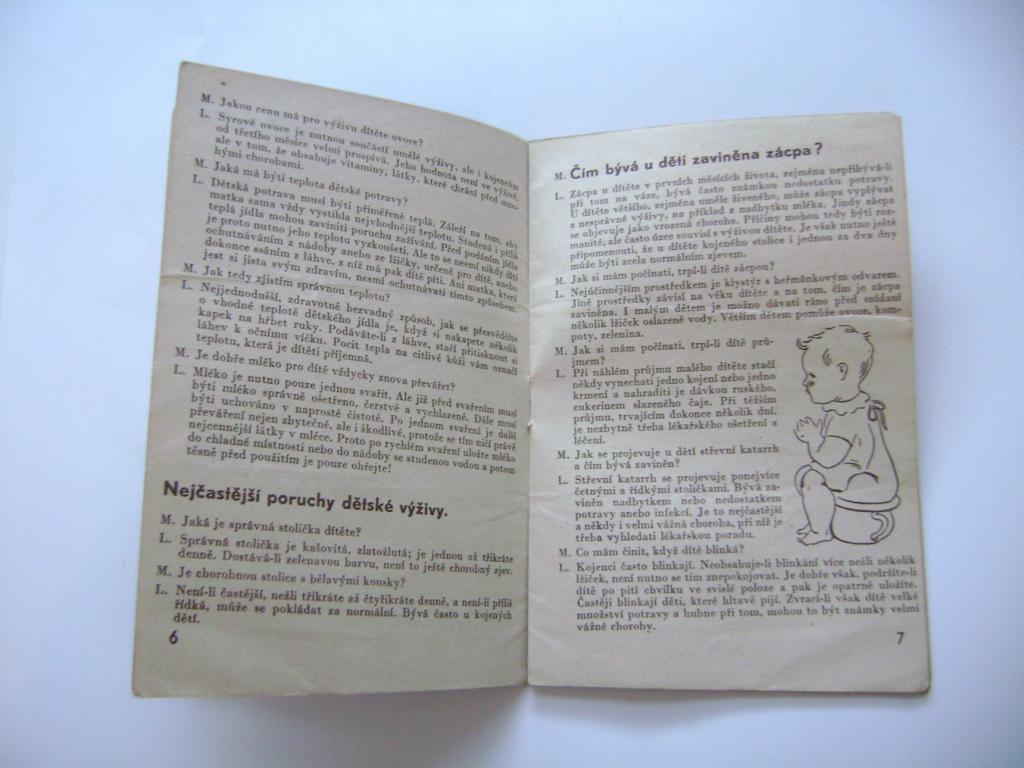 M. Jakou cenu má pro výživu dítěte ovoce?
L. Syrové ovoce je nutnou součástí umělé výživy, ale i kojencům
od třetího měsíce velmi prospívá. Jeho hodnota není ve výživě,
ale v tom, že obsahuje vitaminy, látky, které chrání před mno-
hými chorobami.
M. Jaká má býti teplota dětské potravy?
L. Dětská potrava musí býti přiměřeně teplá. Záleží na tom, aby
matka sama vždy vystihla nejvhodnější teplotu. Studená i příliš
teplá jídla mohou zaviniti poruchu zažívání. Před podáním jídla
je proto nutno jeho teplotu vyzkoušeti. Ale to se nesmí nikdy díti
ochutnáváním z nádoby anebo ze lžičky, určené pro dítě, anebo
dokonce ssáním z láhve, z níž má pak dítě píti. Ani matka, která
jest si jista svým zdravím, nesmí ochutnávati tímto způsobem.
M. Jak tedy zjistím správnou teplotu?
L. Nejjednodušší, zdravotně bezvadný způsob, jak se přesvědčíte
o vhodné teplotě dětského jídla je, když si nakapete několik
kapek na hřbet ruky. Podáváte-li z láhve, stačí přitisknout si
láhev k očnímu víčku. Pocit tepla na citlivé kůži vám označí
teplotu, která je dítěti příjemná.
M. Je dobře mléko pro dítě vždycky znova převářet?
L. Mléko je nutno pouze jednou svařit. Ale již před svařením musí
býti mléko správně ošetřeno, čerstvé a vychlazené. Dále musí
býti uchováno v naprosté čistotě. Po jednom svaření je další
převáření nejen zbytečné, ale i škodlivé, protože se tím ničí právě
nejcennější látky v mléce. Proto po rychlém svaření uložte mléko
do chladné místnosti nebo do nádoby se studenou vodou a potom
těsně před použitím je pouze ohřejte!
Nejčastější poruchy dětské výživy.
M. Jaká je správná stolička dítěte?
L. Správná stolička je kašovitá, zlatožlutá; je jednou až třikráte
denně. Dostává-li zelenavou barvu, není to ještě chorobný zjev.
M. Je chorobnou stolice s bělavými kousky?
L. Není-li častější, nežli třikráte až čtyřikráte denně, a není-li příliš
řídká, může se pokládat za normální. Bývá často u kojených
dětí.
6
M. Čím bývá u dětí zaviněna zácpa?
L. Zácpa u dítěte v prvních měsících života, zejména nepřibývá-li
při tom na váze, bývá často známkou nedostatku potravy.
U dítěte většího, zejména uměle živeného, může zácpa vyplývat
z nesprávné výživy, na příklad z nadbytku mléka. Jindy zácpa
se objevuje jako vrozená choroba. Příčiny mohou tedy býti roz-
manité, ale často úzce souvisí s výživou dítěte. Je však nutno ještě
připomenouti, že u dítěte kojeného stolice i jednou za dva dny
může býti zcela normálním zjevem.
M. Jak si mám počínati, trpí-li dítě zácpou?
L. Nejúčinnějším prostředkem je klystýr s heřmánkovým odvarem.
Jiné prostředky závisí na věku dítěte a na tom, čím je zácpa
zaviněna. I malým dětem je možno dávati ráno před snídaní
několik lžiček oslazené vody. Větším dětem pomůže ovoce, kom-
poty, zelenina.
M. Jak si mám počínati, trpí-li dítě prů-
jmem?
L. Při náhlém průjmu malého dítěte stačí
někdy vynechati jedno kojení nebo jedno
krmení a nahraditi je dávkou ruského,
cukerinem slazeného čaje. Při těžším
průjmu, trvajícím dokonce několik dní,
je nezbytně třeba lékařského ošetření a
léčení.
M. Jak se projevuje u dětí střevní katarrh
a čím bývá zaviněn?
L. Střevní katarrh se projevuje ponejvíce
četnými a řídkými stoličkami. Bývá za-
viněn nadbytkem nebo nedostatkem
potravy anebo infekcí. Je to nejčastější
a někdy i velmi vážná choroba, při níž je
třeba vyhledati lékařskou poradu.
M. Co mám činit, když dítě blinká?
L. Kojenci často blinkají. Neobsahuje-li blinkání více nežli několik
lžiček, není nutno se tím znepokojovat. Je dobře však, podržíte-li
dítě po pití chvilku ve svislé poloze a pak je opatrně uložíte.
Častěji blinkají děti, které hltavě pijí. Zvrací-li však dítě velké
množství potravy a hubne při tom, mohou to být známky velmi
vážné choroby.
7